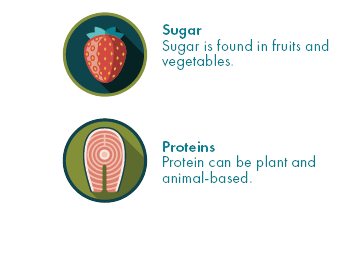 Sugar
Sugar is found in fruits and
vegetables.
Proteins
Protein can be plant and
animal-based.